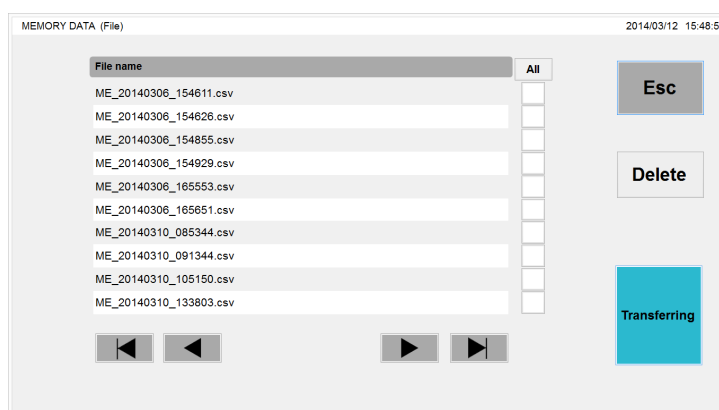 MEMORY DATA (File) 2014/03/12 15:48:5
File name All
ME_20140306_154611.csv
ME_20140306_154626.csv
ME_20140306_154855.csv
ME_20140306_154929.csv
ME_20140306_165553.csv
ME_20140306_165651.csv
ME_20140310_085344.csv
ME_20140310_091344.csv
ME_20140310_105150.csv
ME_20140310_133803.csv
Esc
Delete
Transferring